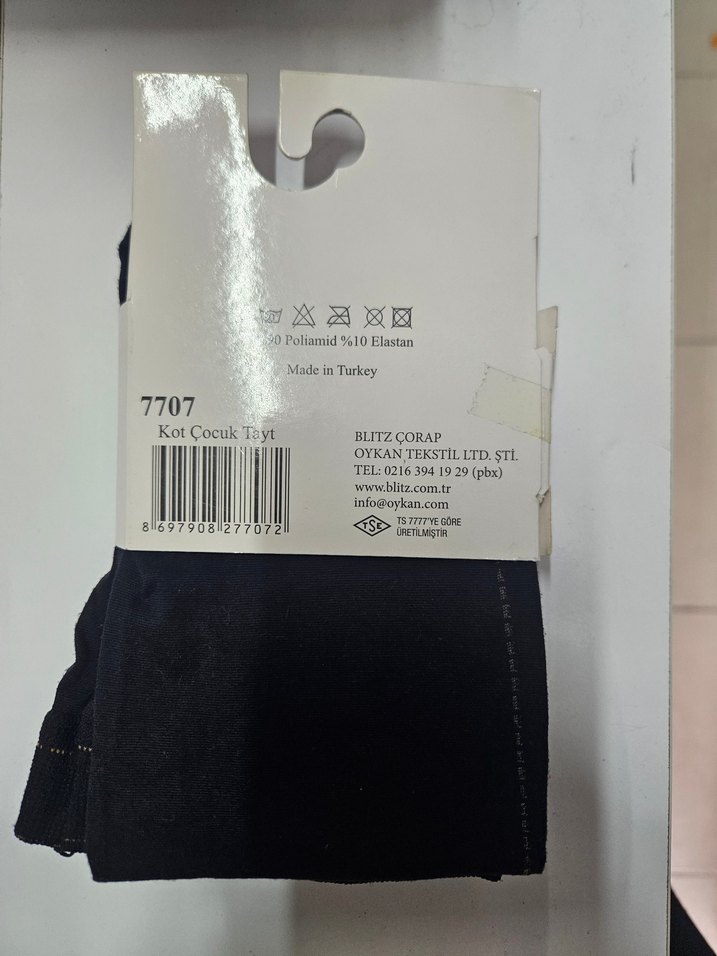 Poliamid %10 Elastan
Made in Turkey
7707
Kot Çocuk Tayt
8 697908 277072
BLITZ ÇORAP
OYKAN TEKSTİL LTD. ŞTİ.
TEL: 0216 394 19 29 (pbx)
www.blitz.com.tr
info@oykan.com
TSE
TS 7777'YE GÖRE
ÜRETİLMİŞTİR